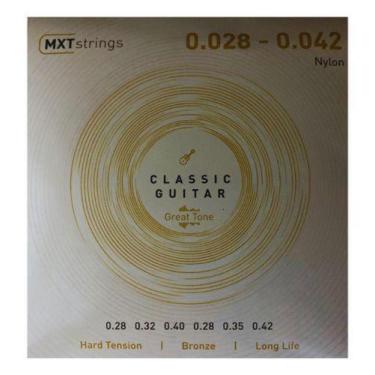 MXTstrings
0.028 - 0.042
Nylon
CLASSIC
GUITAR
Great Tone
0.28 0.32 0.40 0.28 0.35 0.42
Hard Tension | Bronze | Long Life